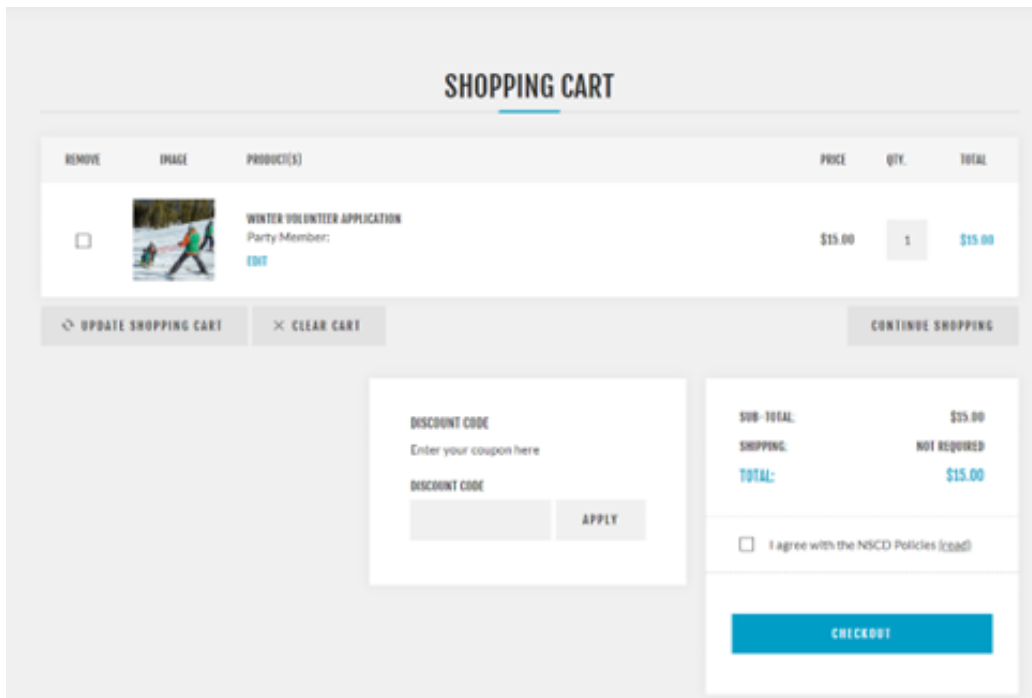 SHOPPING CART
REMOVE IMAGE PRODUCT(S) PRICE QTY. TOTAL
WINTER VOLUNTEER APPLICATION
Party Member:
EDIT
$15.00 1 $15.00
UPDATE SHOPPING CART CLEAR CART CONTINUE SHOPPING
DISCOUNT CODE
Enter your coupon here
DISCOUNT CODE
APPLY
SUB-TOTAL: $15.00
SHIPPING: NOT REQUIRED
TOTAL: $15.00
I agree with the NSCD Policies (read)
CHECKOUT